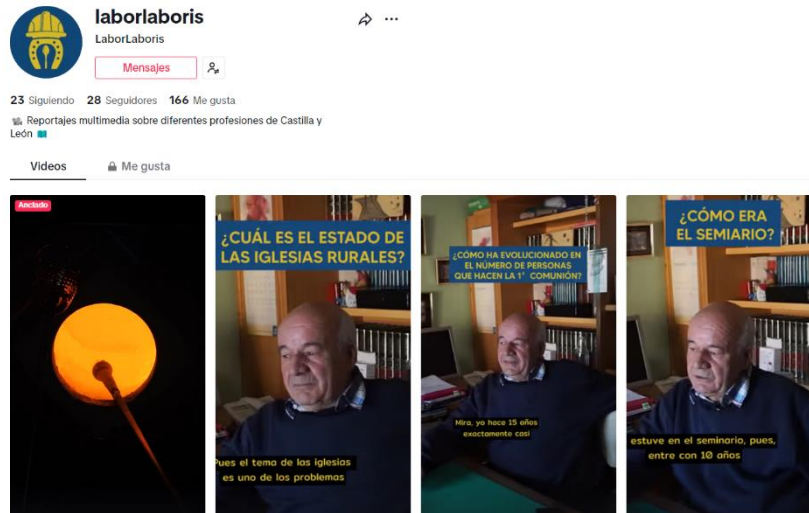 laborlaboris
LaborLaboris
Mensajes
23 Siguiendo 28 Seguidores 166 Me gusta
Reportajes multimedia sobre diferentes profesiones de Castilla y
León
Videos Me gusta
Anclado
¿CUÁL ES EL ESTADO DE
LAS IGLESIAS RURALES?
Pues el tema de las iglesias
es uno de los problemas
¿CÓMO HA EVOLUCIONADO EN
EL NÚMERO DE PERSONAS
QUE HACEN LA 1ª COMUNIÓN?
Mira, yo hace 15 años
exactamente casi
¿CÓMO ERA
EL SEMIARIO?
estuve en el seminario, pues,
entre con 10 años